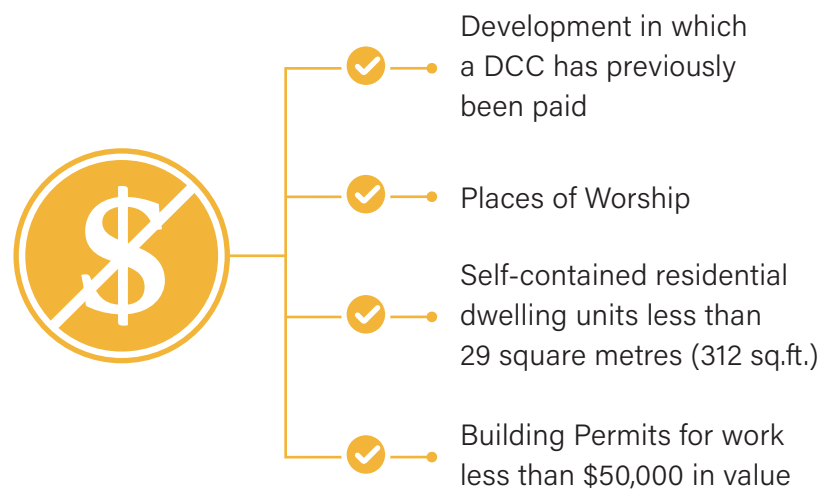 $
Development in which
a DCC has previously
been paid
Places of Worship
Self-contained residential
dwelling units less than
29 square metres (312 sq.ft.)
Building Permits for work
less than $50,000 in value